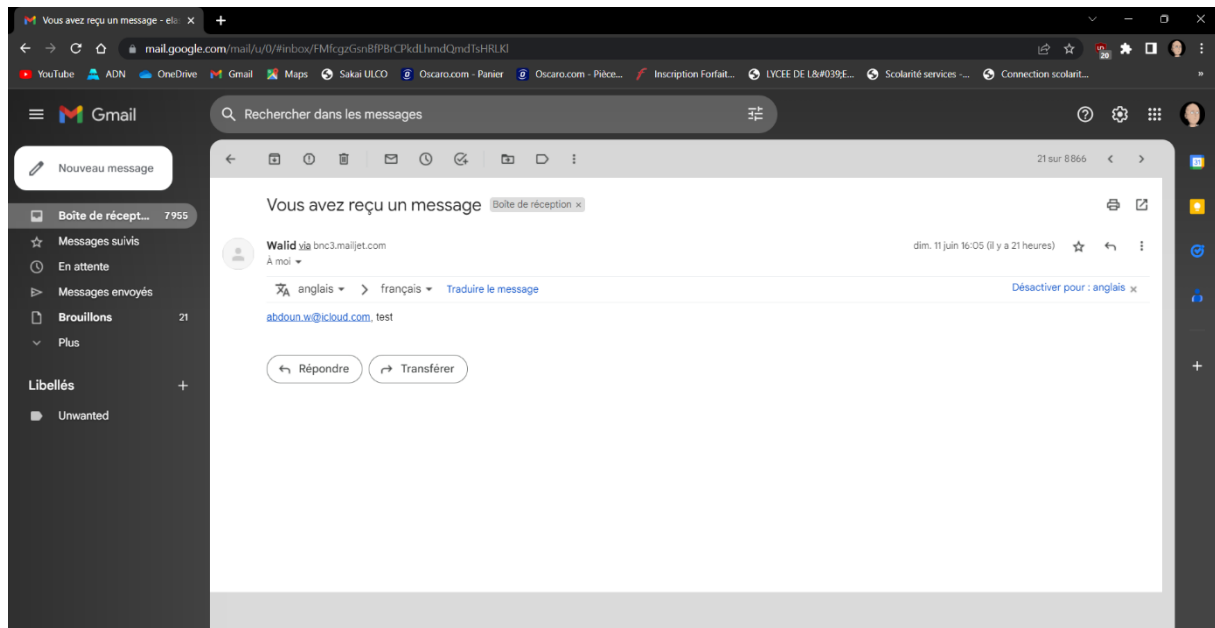 Vous avez reçu un message - ela
mail.google.com/mail/u/0/#inbox/FMfcgzGsnBfPBrCPkdLhmdQmdTsHRLKl
20
YouTube ADN OneDrive Gmail Maps Sakai ULCO Oscaro.com - Panier Oscaro.com - Pièce... Inscription Forfait... LYCEE DE L&#039;E... Scolarité services -... Connection scolarit... »
Gmail
Rechercher dans les messages
Nouveau message
21 sur 8 866
31
Boîte de récept... 7 955
Vous avez reçu un message Boîte de réception ×
Messages suivis
Walid via bnc3.mailjet.com
dim. 11 juin 16:05 (il y a 21 heures)
À moi
En attente
Messages envoyés
anglais > français Traduire le message
Désactiver pour : anglais ×
Brouillons 21
abdoun.w@icloud.com, test
Plus
Répondre Transférer
Libellés +
Unwanted